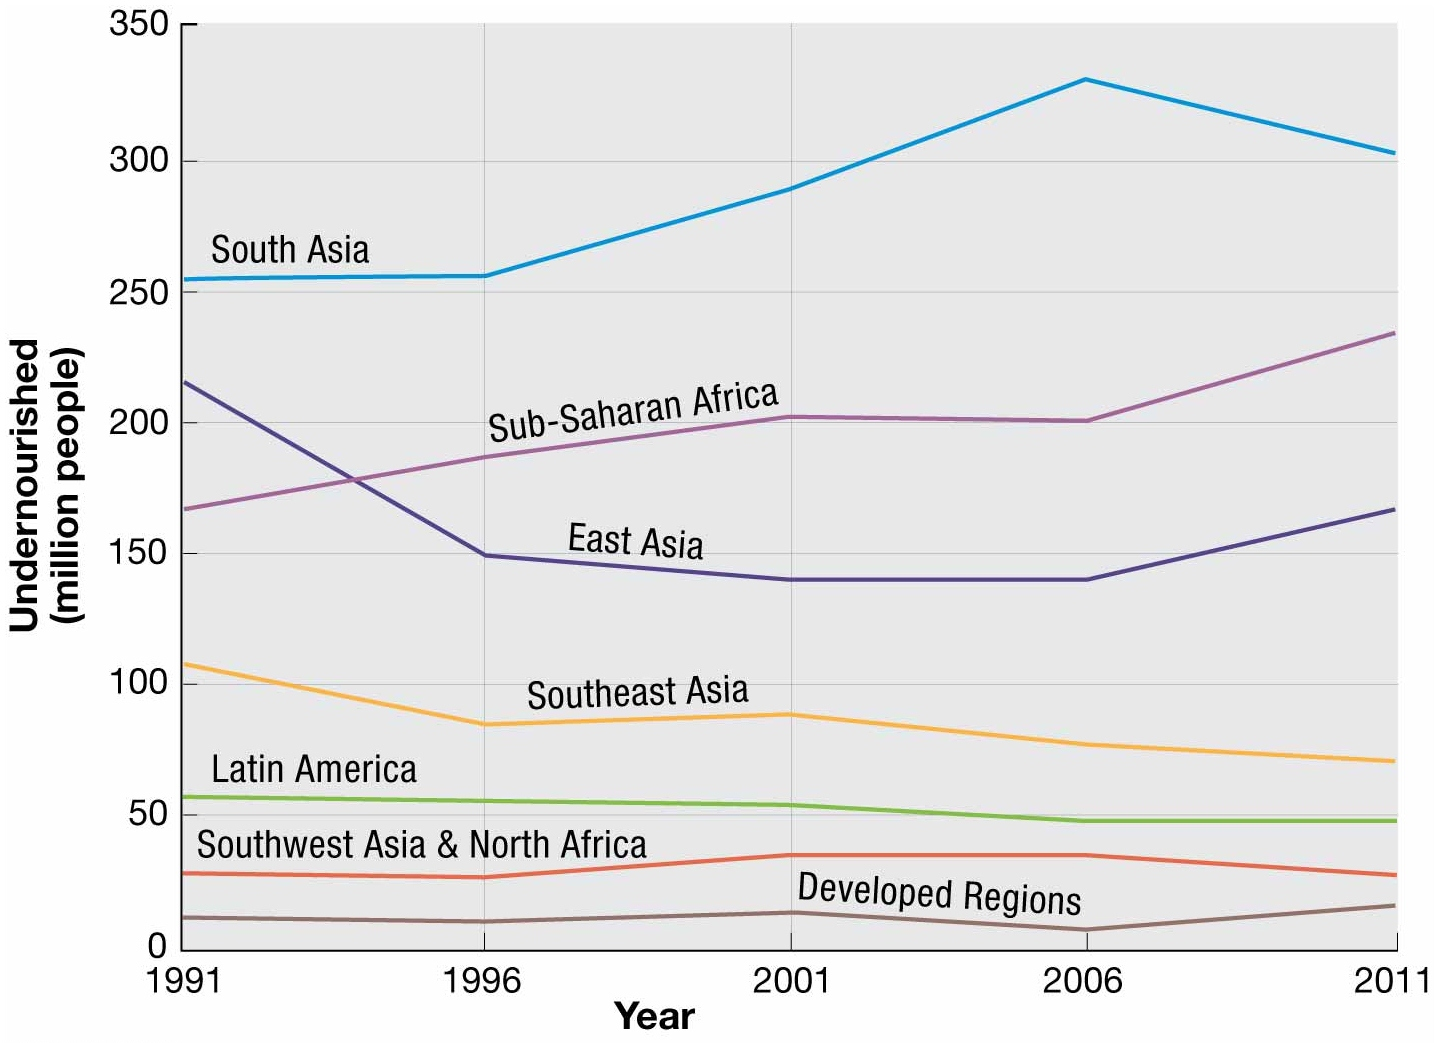 350
300
250
200
150
100
50
0
Undernourished
(million people)
South Asia
Sub-Saharan Africa
East Asia
Southeast Asia
Latin America
Southwest Asia & North Africa
Developed Regions
1991 1996 2001 2006 2011
Year